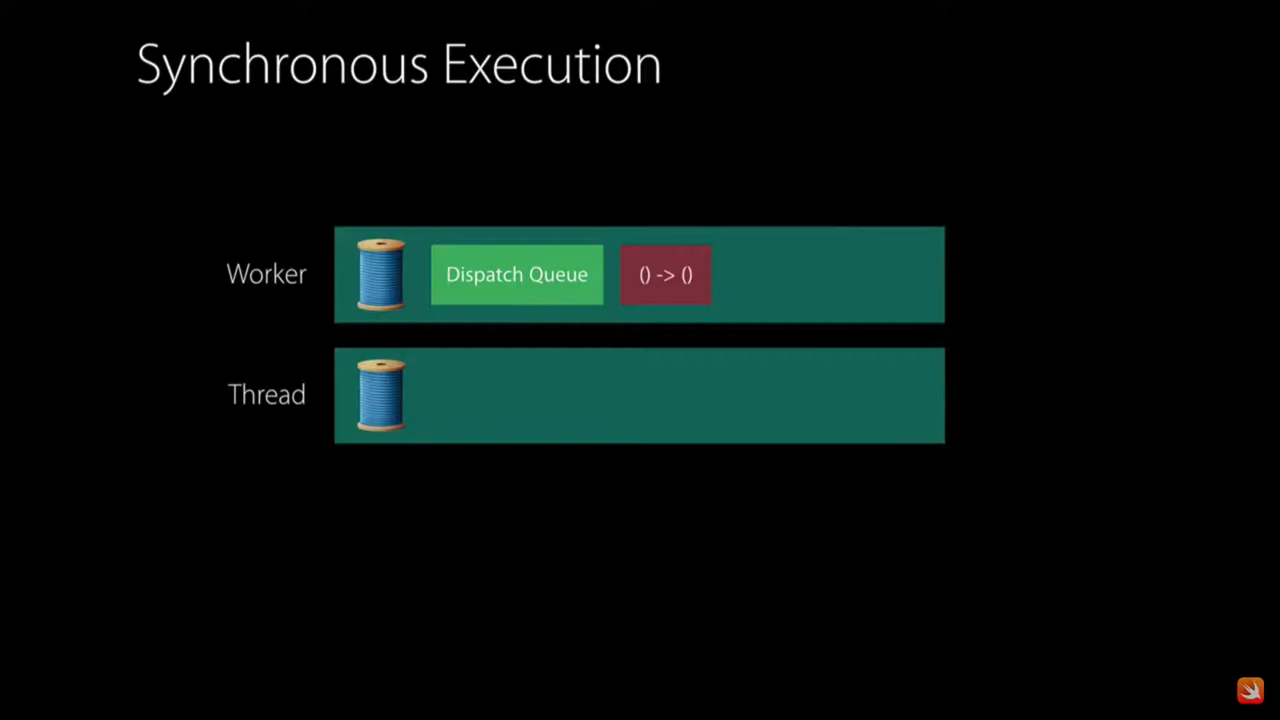 Synchronous Execution
Worker
Dispatch Queue
() -> ()
Thread